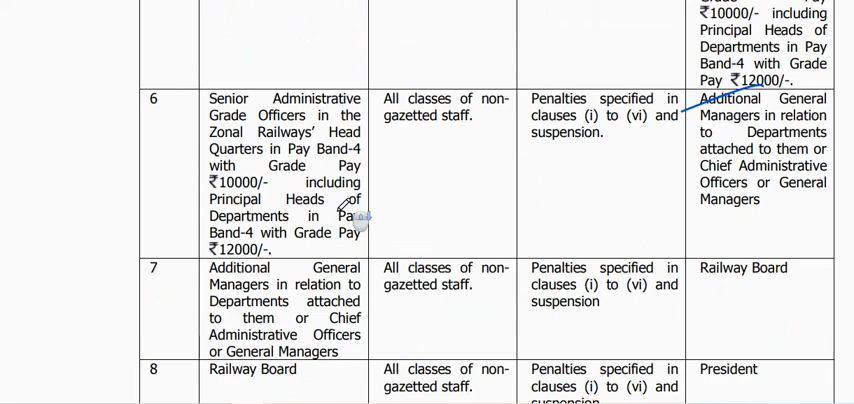 Grade Pay
₹10000/- including
Principal Heads of
Departments in Pay
Band-4 with Grade
Pay ₹12000/-.
6
Senior Administrative
Grade Officers in the
Zonal Railways' Head
Quarters in Pay Band-4
with Grade Pay
₹10000/- including
Principal Heads of
Departments in Pay
Band-4 with Grade Pay
₹12000/-.
All classes of non-
gazetted staff.
Penalties specified in
clauses (i) to (vi) and
suspension.
Additional General
Managers in relation
to Departments
attached to them or
Chief Administrative
Officers or General
Managers
7
Additional General
Managers in relation to
Departments attached
to them or Chief
Administrative Officers
or General Managers
All classes of non-
gazetted staff.
Penalties specified in
clauses (i) to (vi) and
suspension
Railway Board
8
Railway Board
All classes of non-
gazetted staff.
Penalties specified in
clauses (i) to (vi) and
suspension
President